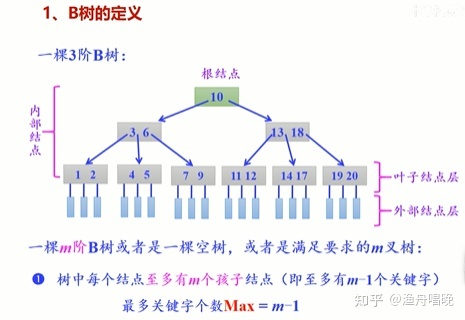 1、B树的定义
一棵3阶B树：
根结点
10
内部结点
3 6
13 18
1 2
4 5
7 9
11 12
14 17
19 20
叶子结点层
外部结点层
一棵m阶B树或者是一棵空树，或者是满足要求的m叉树：
❶ 树中每个结点至多有m个孩子结点（即至多有m-1个关键字）
最多关键字个数Max = m-1
知乎 @渔舟唱晚